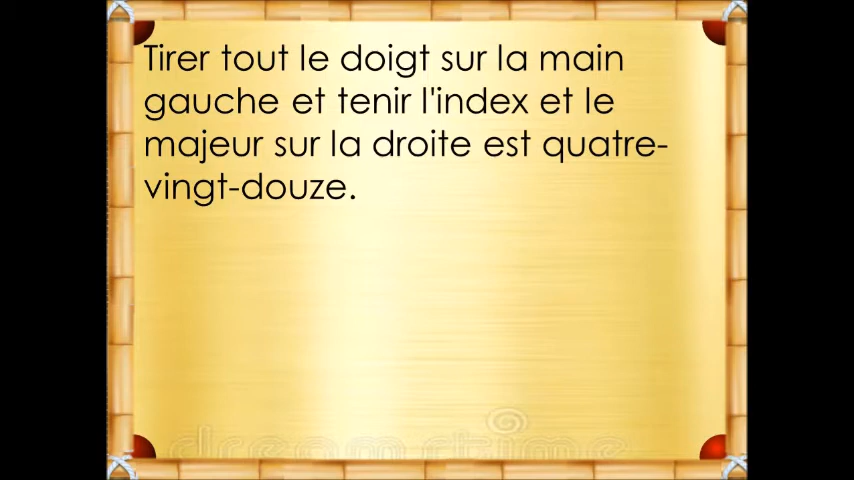 Tirer tout le doigt sur la main
gauche et tenir l'index et le
majeur sur la droite est quatre-
vingt-douze.
dreamstime